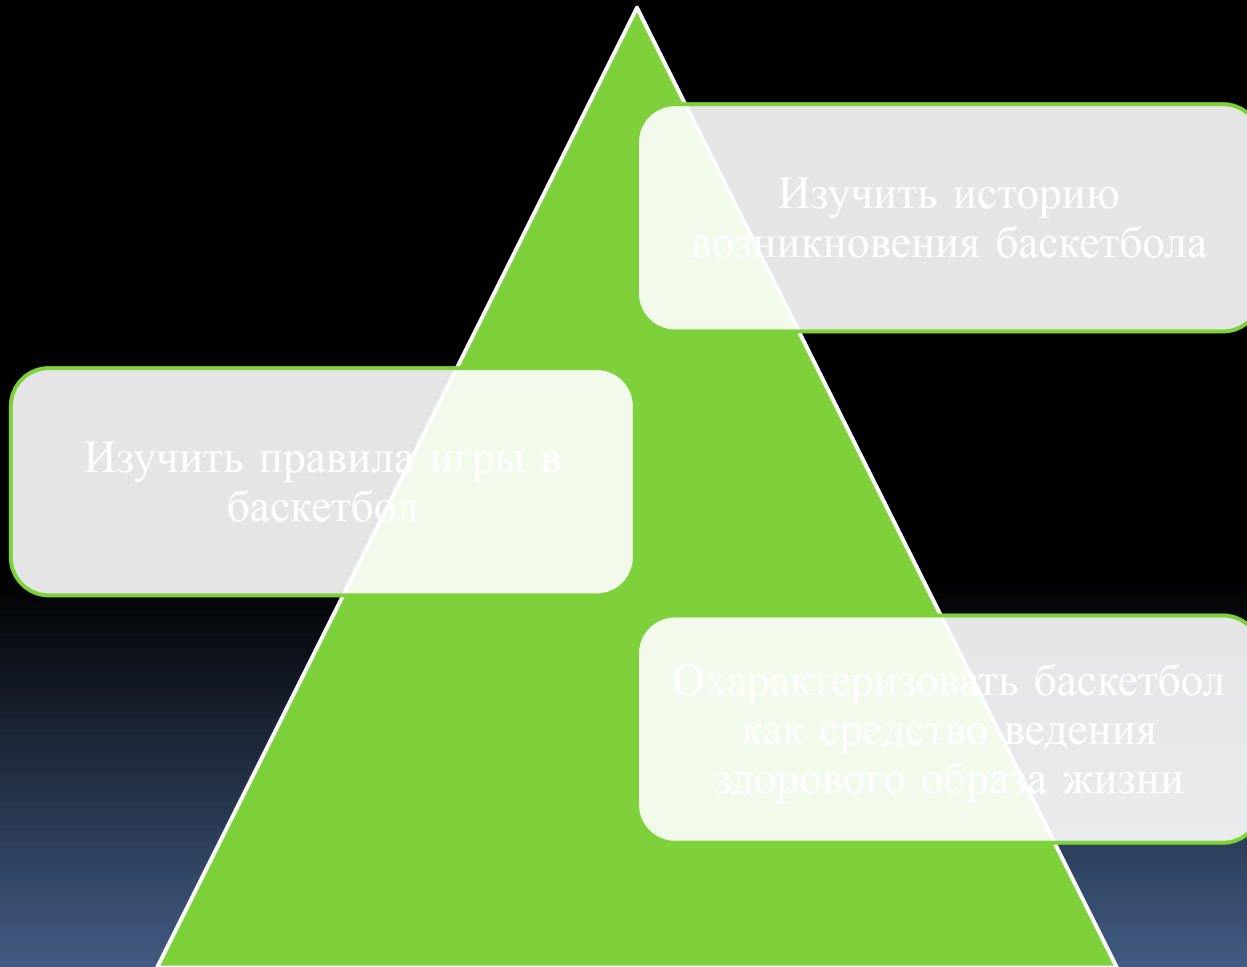 Изучить историю
возникновения баскетбола
Изучить правила игры в
баскетбол
Охарактеризовать баскетбол
как средство ведения
здорового образа жизни